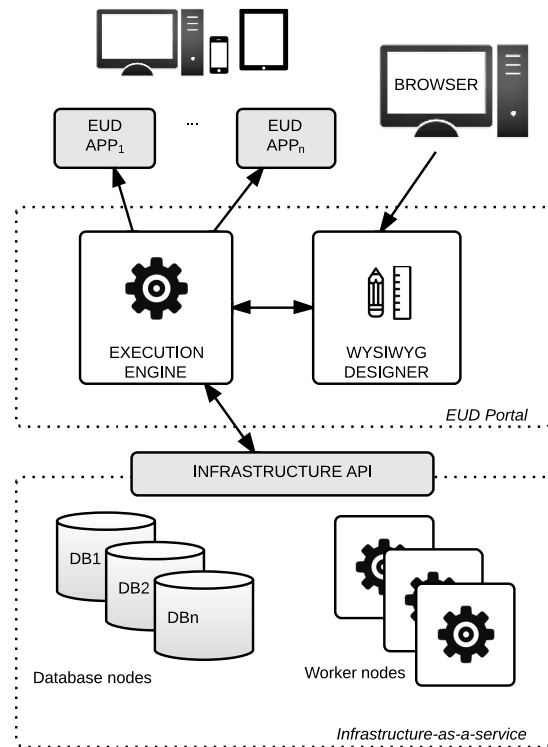 BROWSER
EUD
APP1
...
EUD
APPn
EXECUTION
ENGINE
WYSIWYG
DESIGNER
EUD Portal
INFRASTRUCTURE API
DB1
DB2
DBn
Database nodes
Worker nodes
Infrastructure-as-a-service